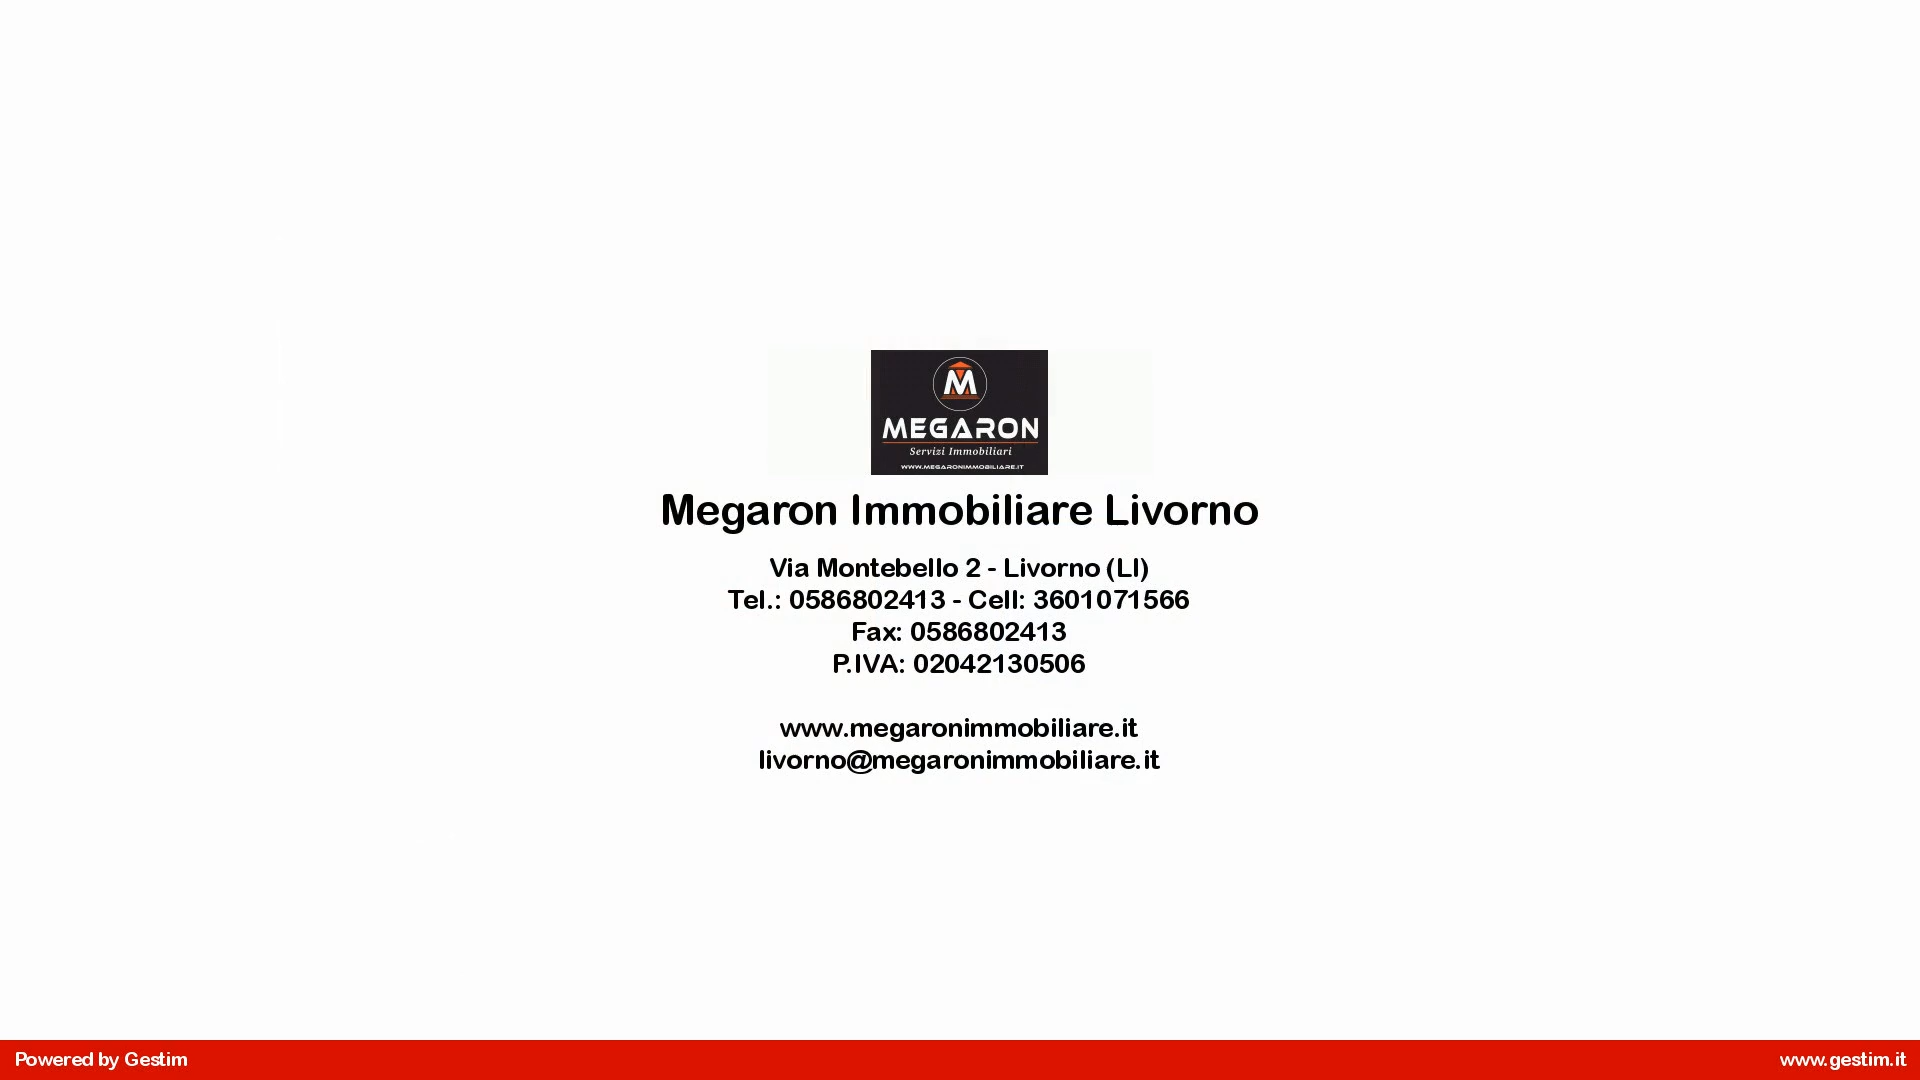 M
MEGARON
Servizi Immobiliari
WWW.MEGARONIMMOBILIARE.IT
Megaron Immobiliare Livorno
Via Montebello 2 - Livorno (LI)
Tel.: 0586802413 - Cell: 3601071566
Fax: 0586802413
P.IVA: 02042130506
www.megaronimmobiliare.it
livorno@megaronimmobiliare.it
Powered by Gestim
www.gestim.it